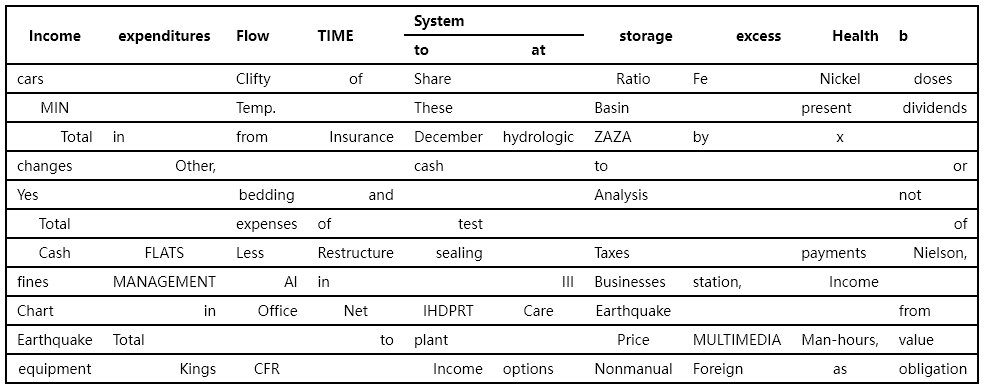 System
Income expenditures Flow TIME storage excess Health b
to at
cars Clifty of Share Ratio Fe Nickel doses
MIN Temp. These Basin present dividends
Total in from Insurance December hydrologic ZAZA by x
changes Other, cash to or
Yes bedding and Analysis not
Total expenses of test of
Cash FLATS Less Restructure sealing Taxes payments Nielson,
fines MANAGEMENT AI in III Businesses station, Income
Chart in Office Net IHDPRT Care Earthquake from
Earthquake Total to plant Price MULTIMEDIA Man-hours, value
equipment Kings CFR Income options Nonmanual Foreign as obligation